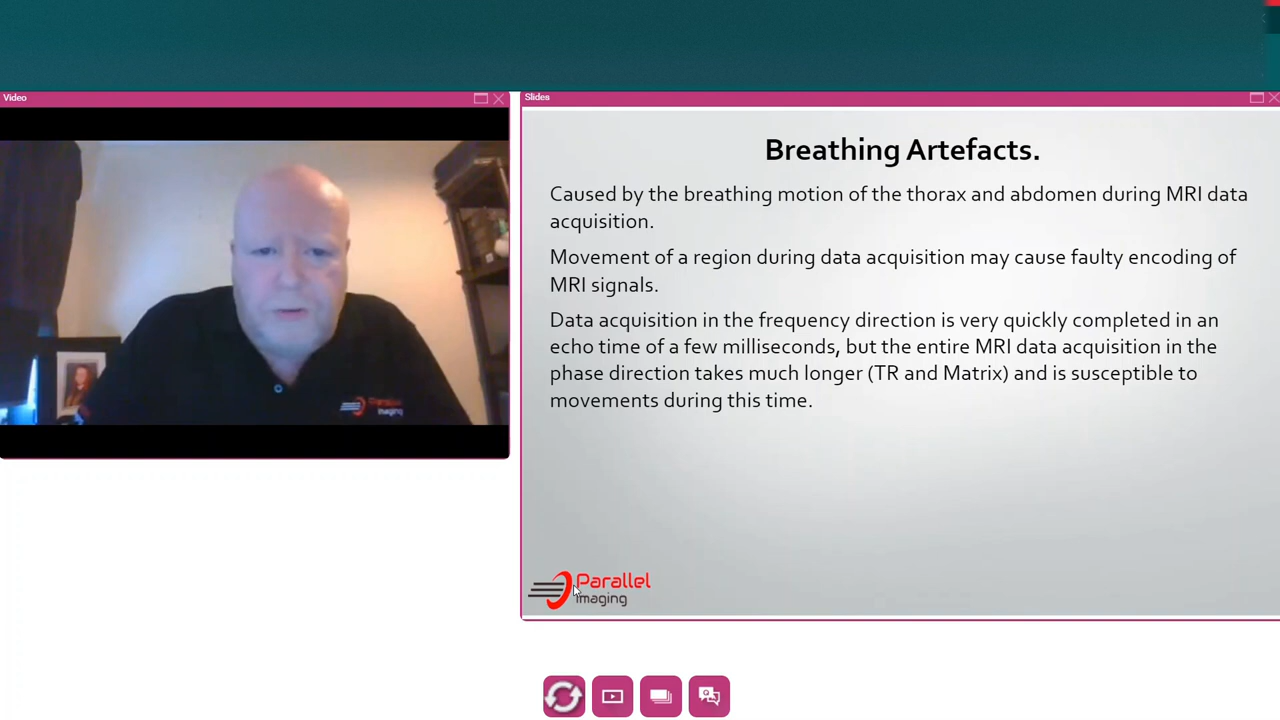 Video
Slides
Breathing Artefacts.
Caused by the breathing motion of the thorax and abdomen during MRI data
acquisition.
Movement of a region during data acquisition may cause faulty encoding of
MRI signals.
Data acquisition in the frequency direction is very quickly completed in an
echo time of a few milliseconds, but the entire MRI data acquisition in the
phase direction takes much longer (TR and Matrix) and is susceptible to
movements during this time.
Parallel
Imaging
Parallel
Imaging